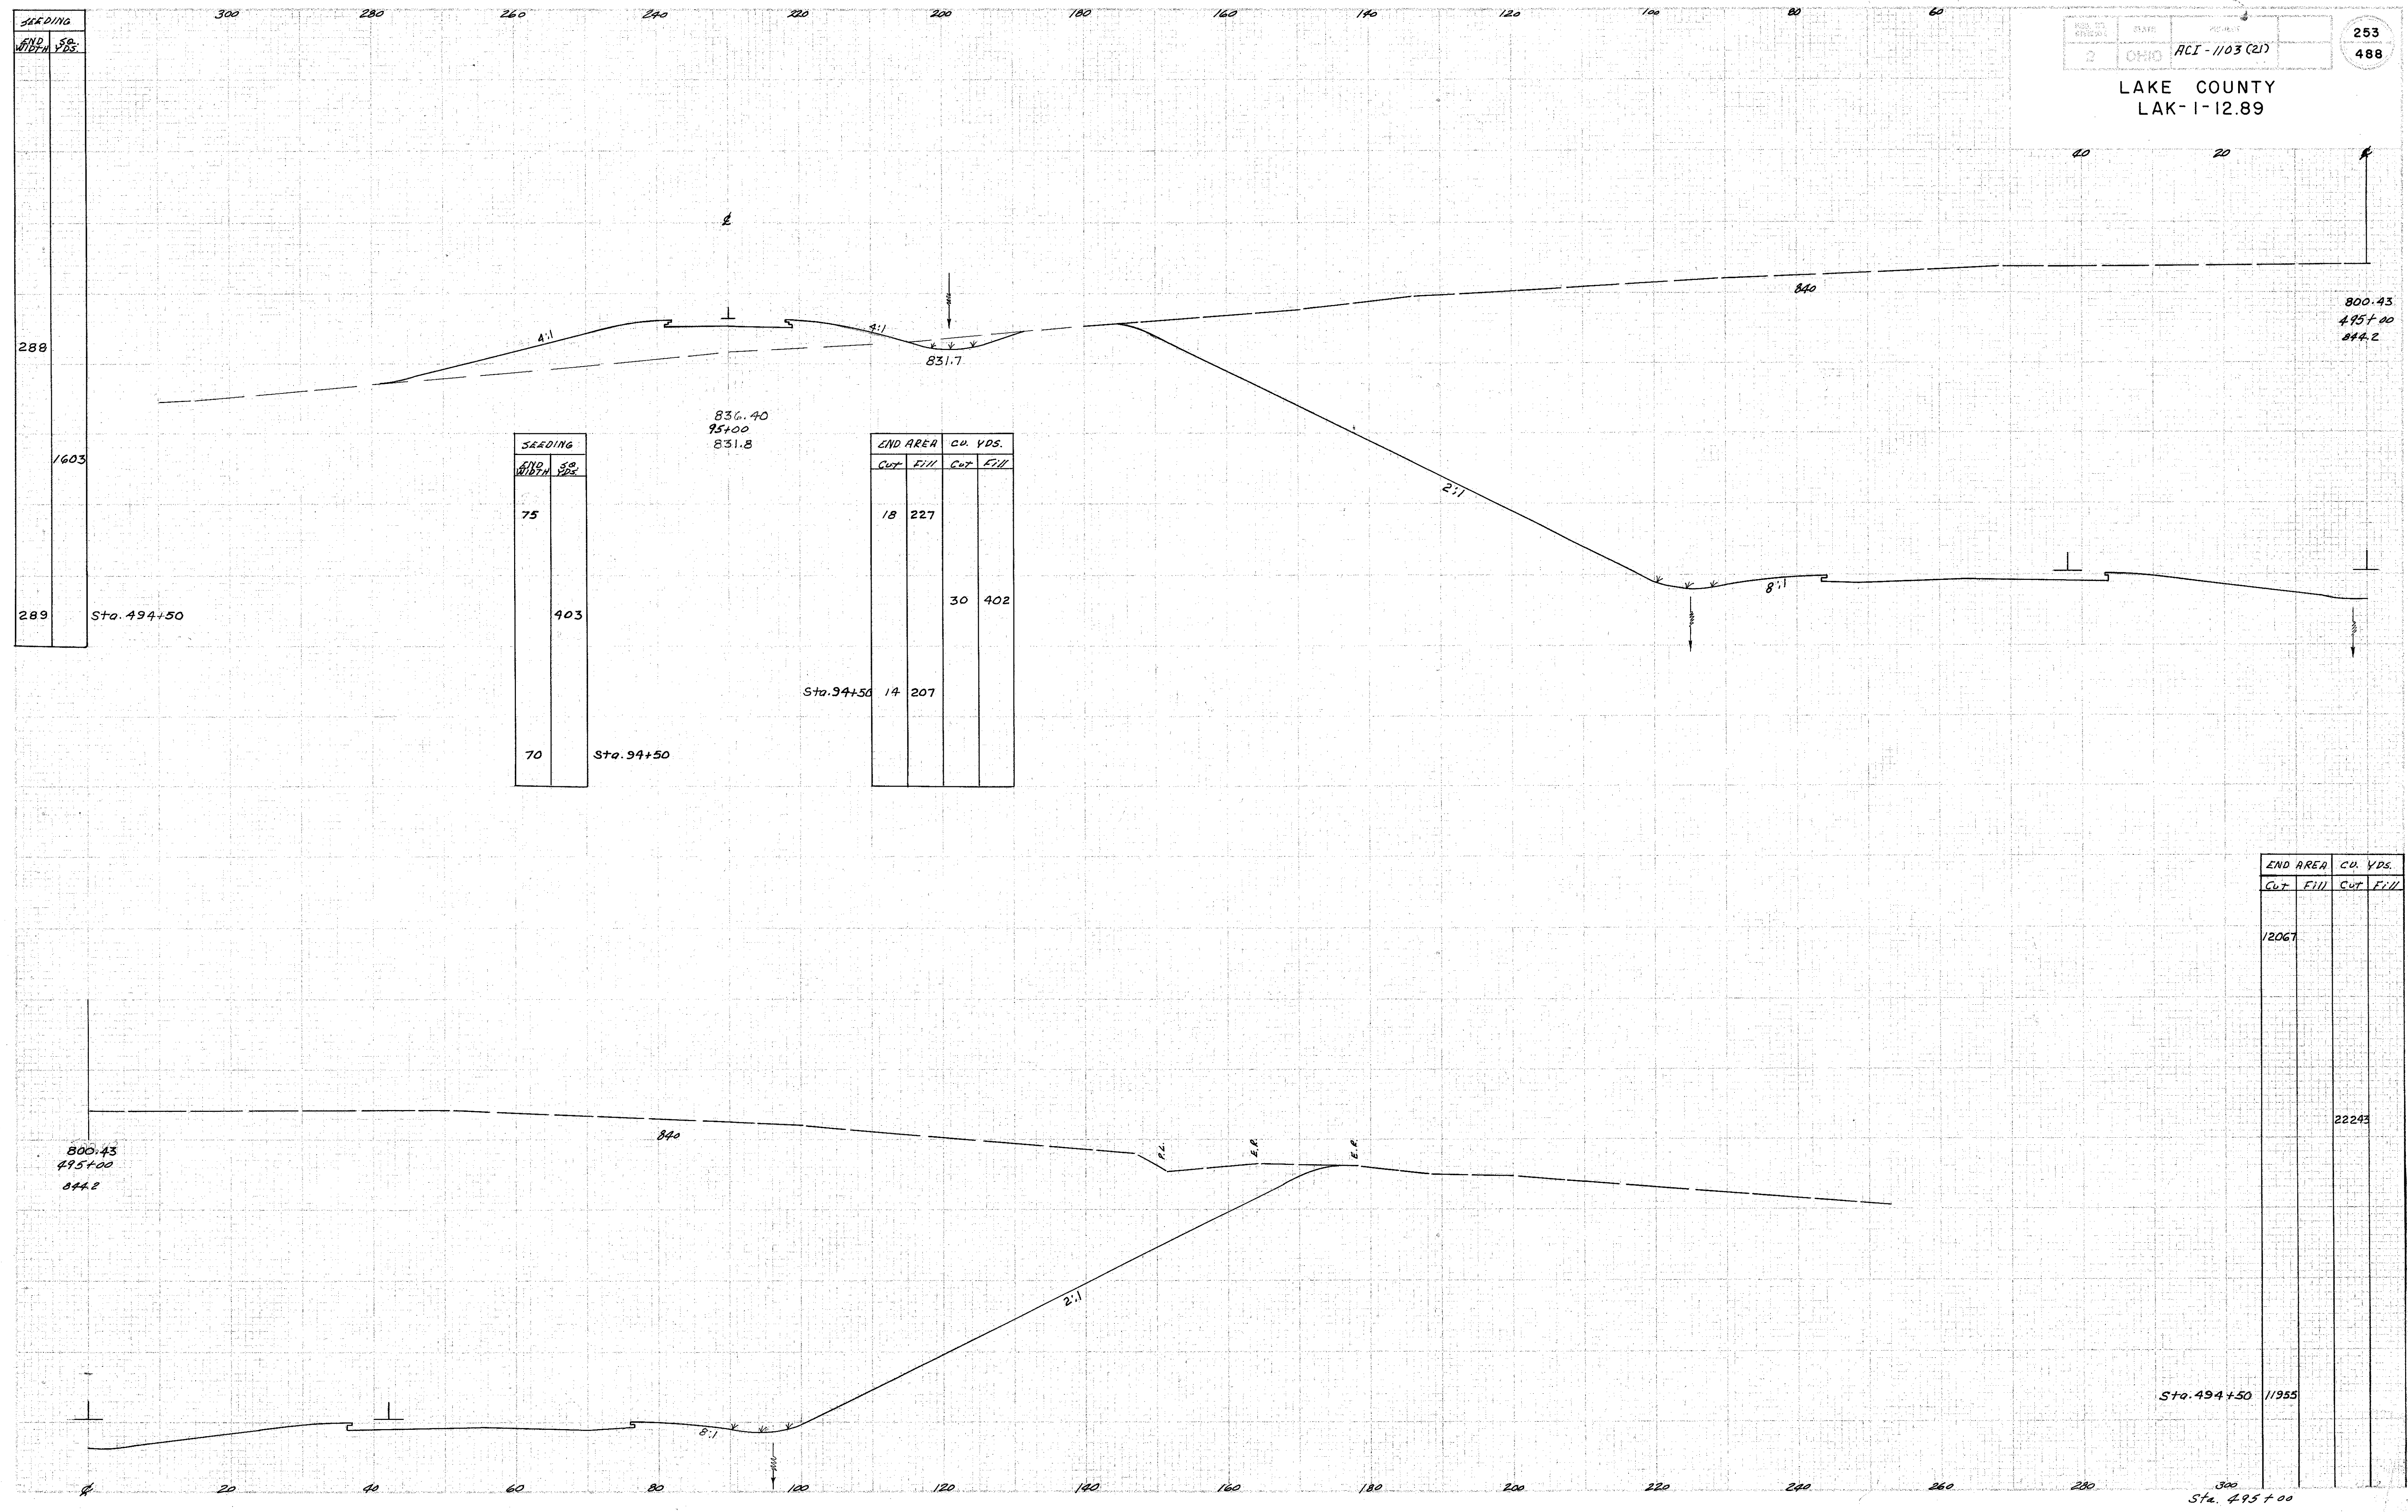 300 280 260 240 220 200 180 160 140 120 100 80 60
SEEDING
END WIDTH SQ. YDS.
288
1603
289 Sta. 494+50
2 OHIO ACI-1103(21)
253
488
LAKE COUNTY
LAK-1-12.89
40 20 ℄
℄
840
800.43
495+00
844.2
4:1
4:1
831.7
836.40
95+00
831.8
2:1
8:1
SEEDING
END WIDTH SQ. YDS.
75
403
70 Sta. 94+50
END AREA CU. YDS.
Cut Fill Cut Fill
18 227
30 402
Sta. 94+50 14 207
END AREA CU. YDS.
Cut Fill Cut Fill
12067
22243
Sta. 494+50 11955
840
P.L. E.R. E.R.
800.43
495+00
844.2
2:1
8:1
℄ 20 40 60 80 100 120 140 160 180 200 220 240 260 280 300
Sta. 495+00